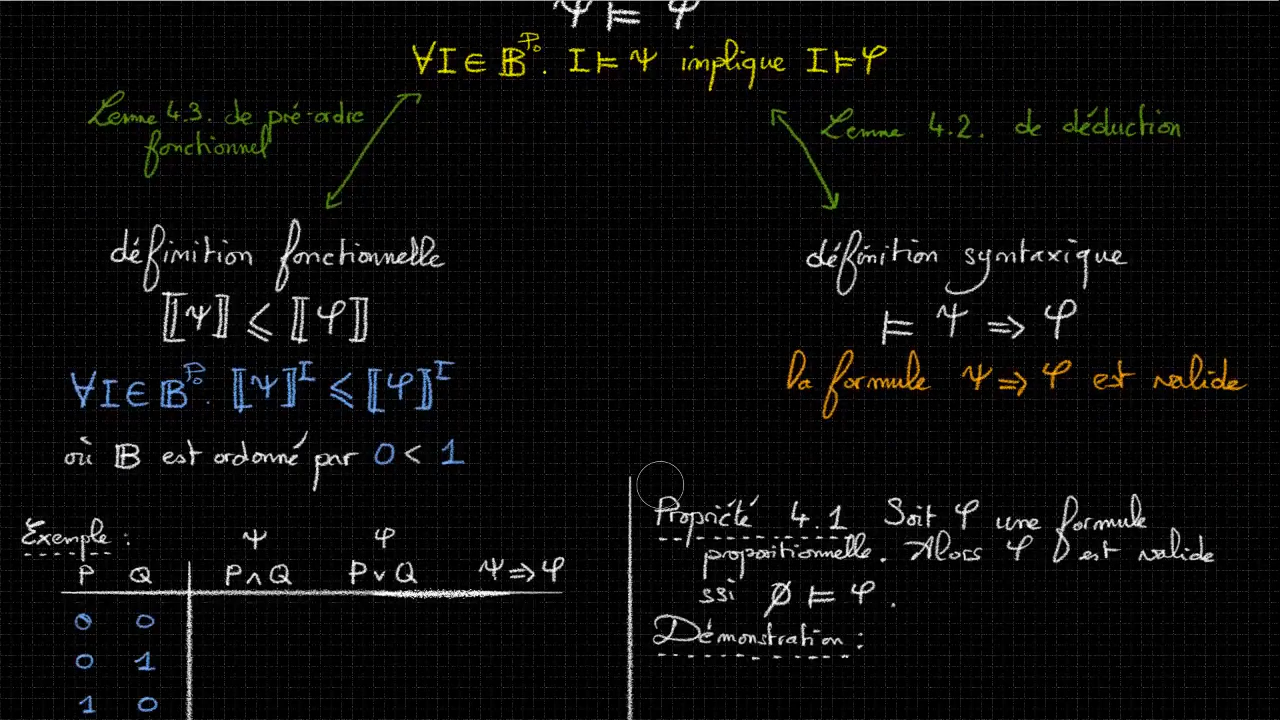 Ψ ⊨ φ
∀I ∈ 𝔹^P₀. I ⊨ Ψ implique I ⊨ φ
Lemme 4.3. de pré-ordre
fonctionnel
Lemme 4.2. de déduction
définition fonctionnelle
⟦Ψ⟧ ⩽ ⟦φ⟧
∀I ∈ 𝔹^P₀. ⟦Ψ⟧^I ⩽ ⟦φ⟧^I
où 𝔹 est ordonné par 0 < 1
définition syntaxique
⊨ Ψ ⇒ φ
la formule Ψ ⇒ φ est valide
Exemple :
Ψ φ
P Q P ∧ Q P ∨ Q Ψ ⇒ φ
0 0
0 1
1 0
Propriété 4.1 Soit φ une formule
propositionnelle. Alors φ est valide
ssi ∅ ⊨ φ.
Démonstration :